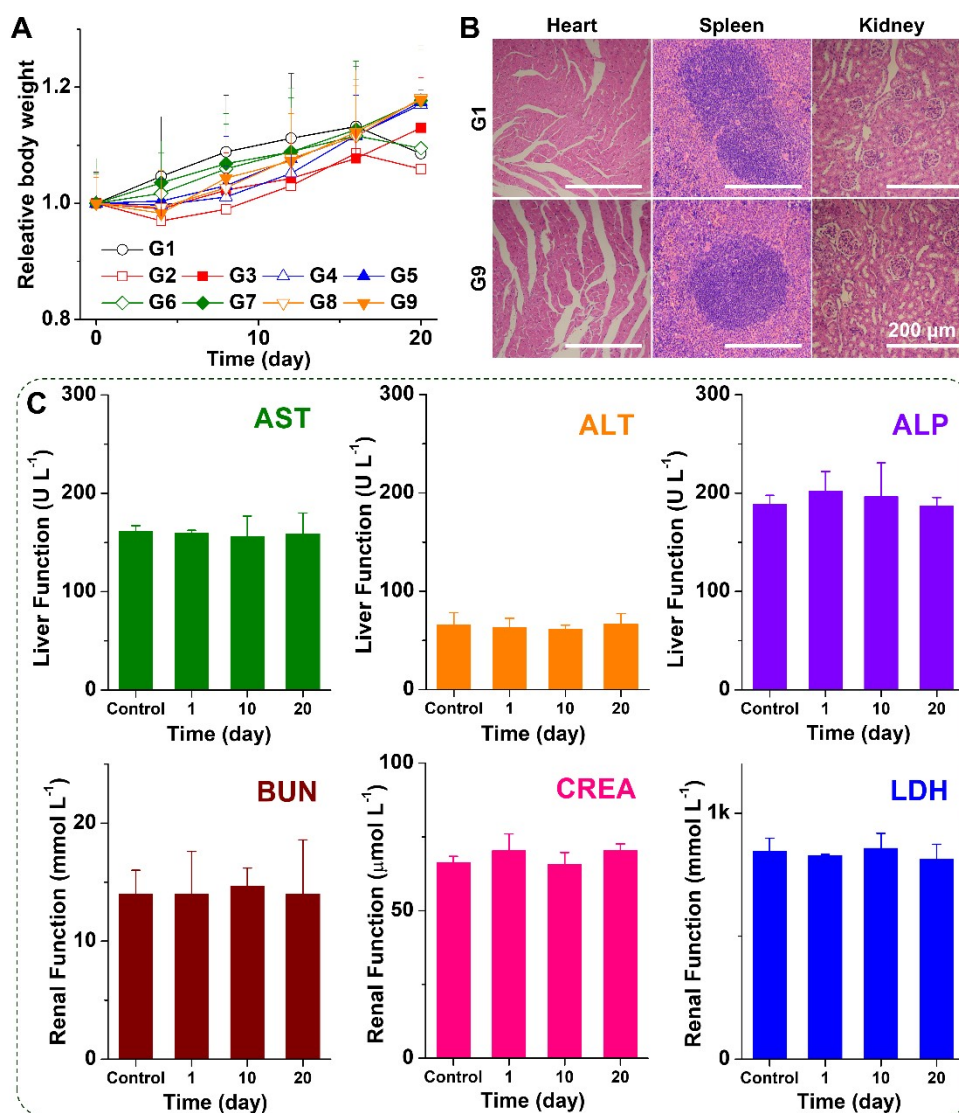 A
Releative body weight
1.2
1.0
0.8
G1
G2 G3 G4 G5
G6 G7 G8 G9
0 10 20
Time (day)
B
Heart Spleen Kidney
G1
G9
200 μm
C
AST
Liver Function (U L⁻¹)
300
200
100
0
Control 1 10 20
Time (day)
ALT
Liver Function (U L⁻¹)
300
200
100
0
Control 1 10 20
Time (day)
ALP
Liver Function (U L⁻¹)
300
200
100
0
Control 1 10 20
Time (day)
BUN
Renal Function (mmol L⁻¹)
20
10
0
Control 1 10 20
Time (day)
CREA
Renal Function (μmol L⁻¹)
100
50
0
Control 1 10 20
Time (day)
LDH
Renal Function (mmol L⁻¹)
1k
0
Control 1 10 20
Time (day)